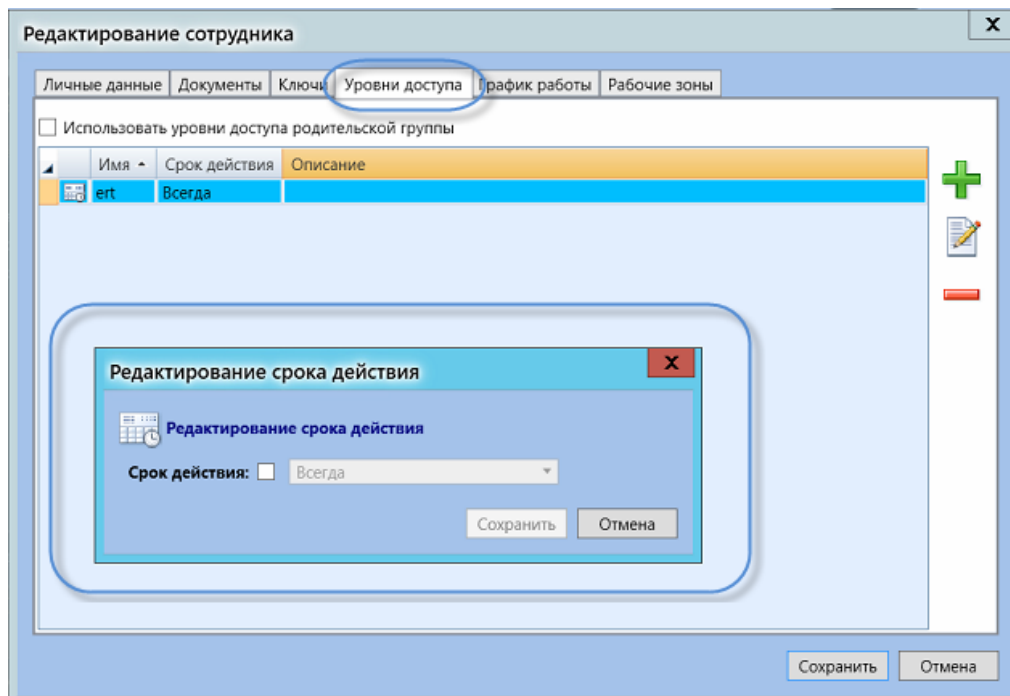 Редактирование сотрудника
X
Личные данные Документы Ключи Уровни доступа График работы Рабочие зоны
Использовать уровни доступа родительской группы
Имя Срок действия Описание
ert Всегда
Редактирование срока действия X
Редактирование срока действия
Срок действия: Всегда
Сохранить Отмена
Сохранить Отмена